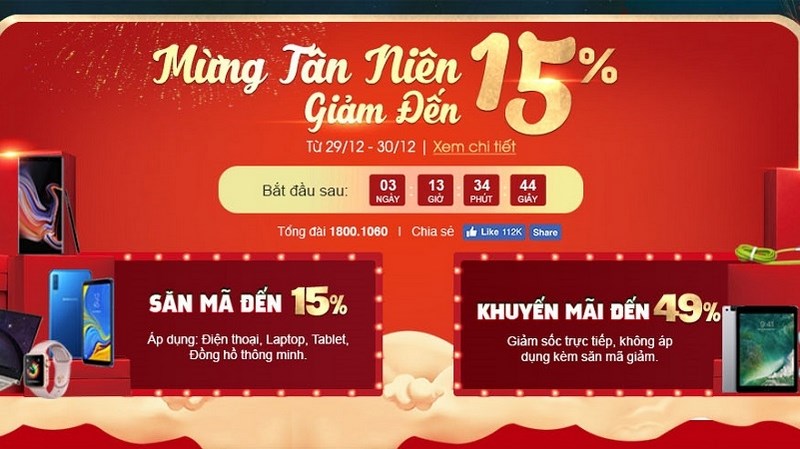 Mừng Tân Niên
Giảm Đến 15%
Từ 29/12 - 30/12 | Xem chi tiết
Bắt đầu sau: 03 NGÀY : 13 GIỜ : 34 PHÚT : 44 GIÂY
Tổng đài 1800.1060 | Chia sẻ Like 112K Share
SĂN MÃ ĐẾN 15%
Áp dụng: Điện thoại, Laptop, Tablet,
Đồng hồ thông minh.
KHUYẾN MÃI ĐẾN 49%
Giảm sốc trực tiếp, không áp
dụng kèm săn mã giảm.
9:41